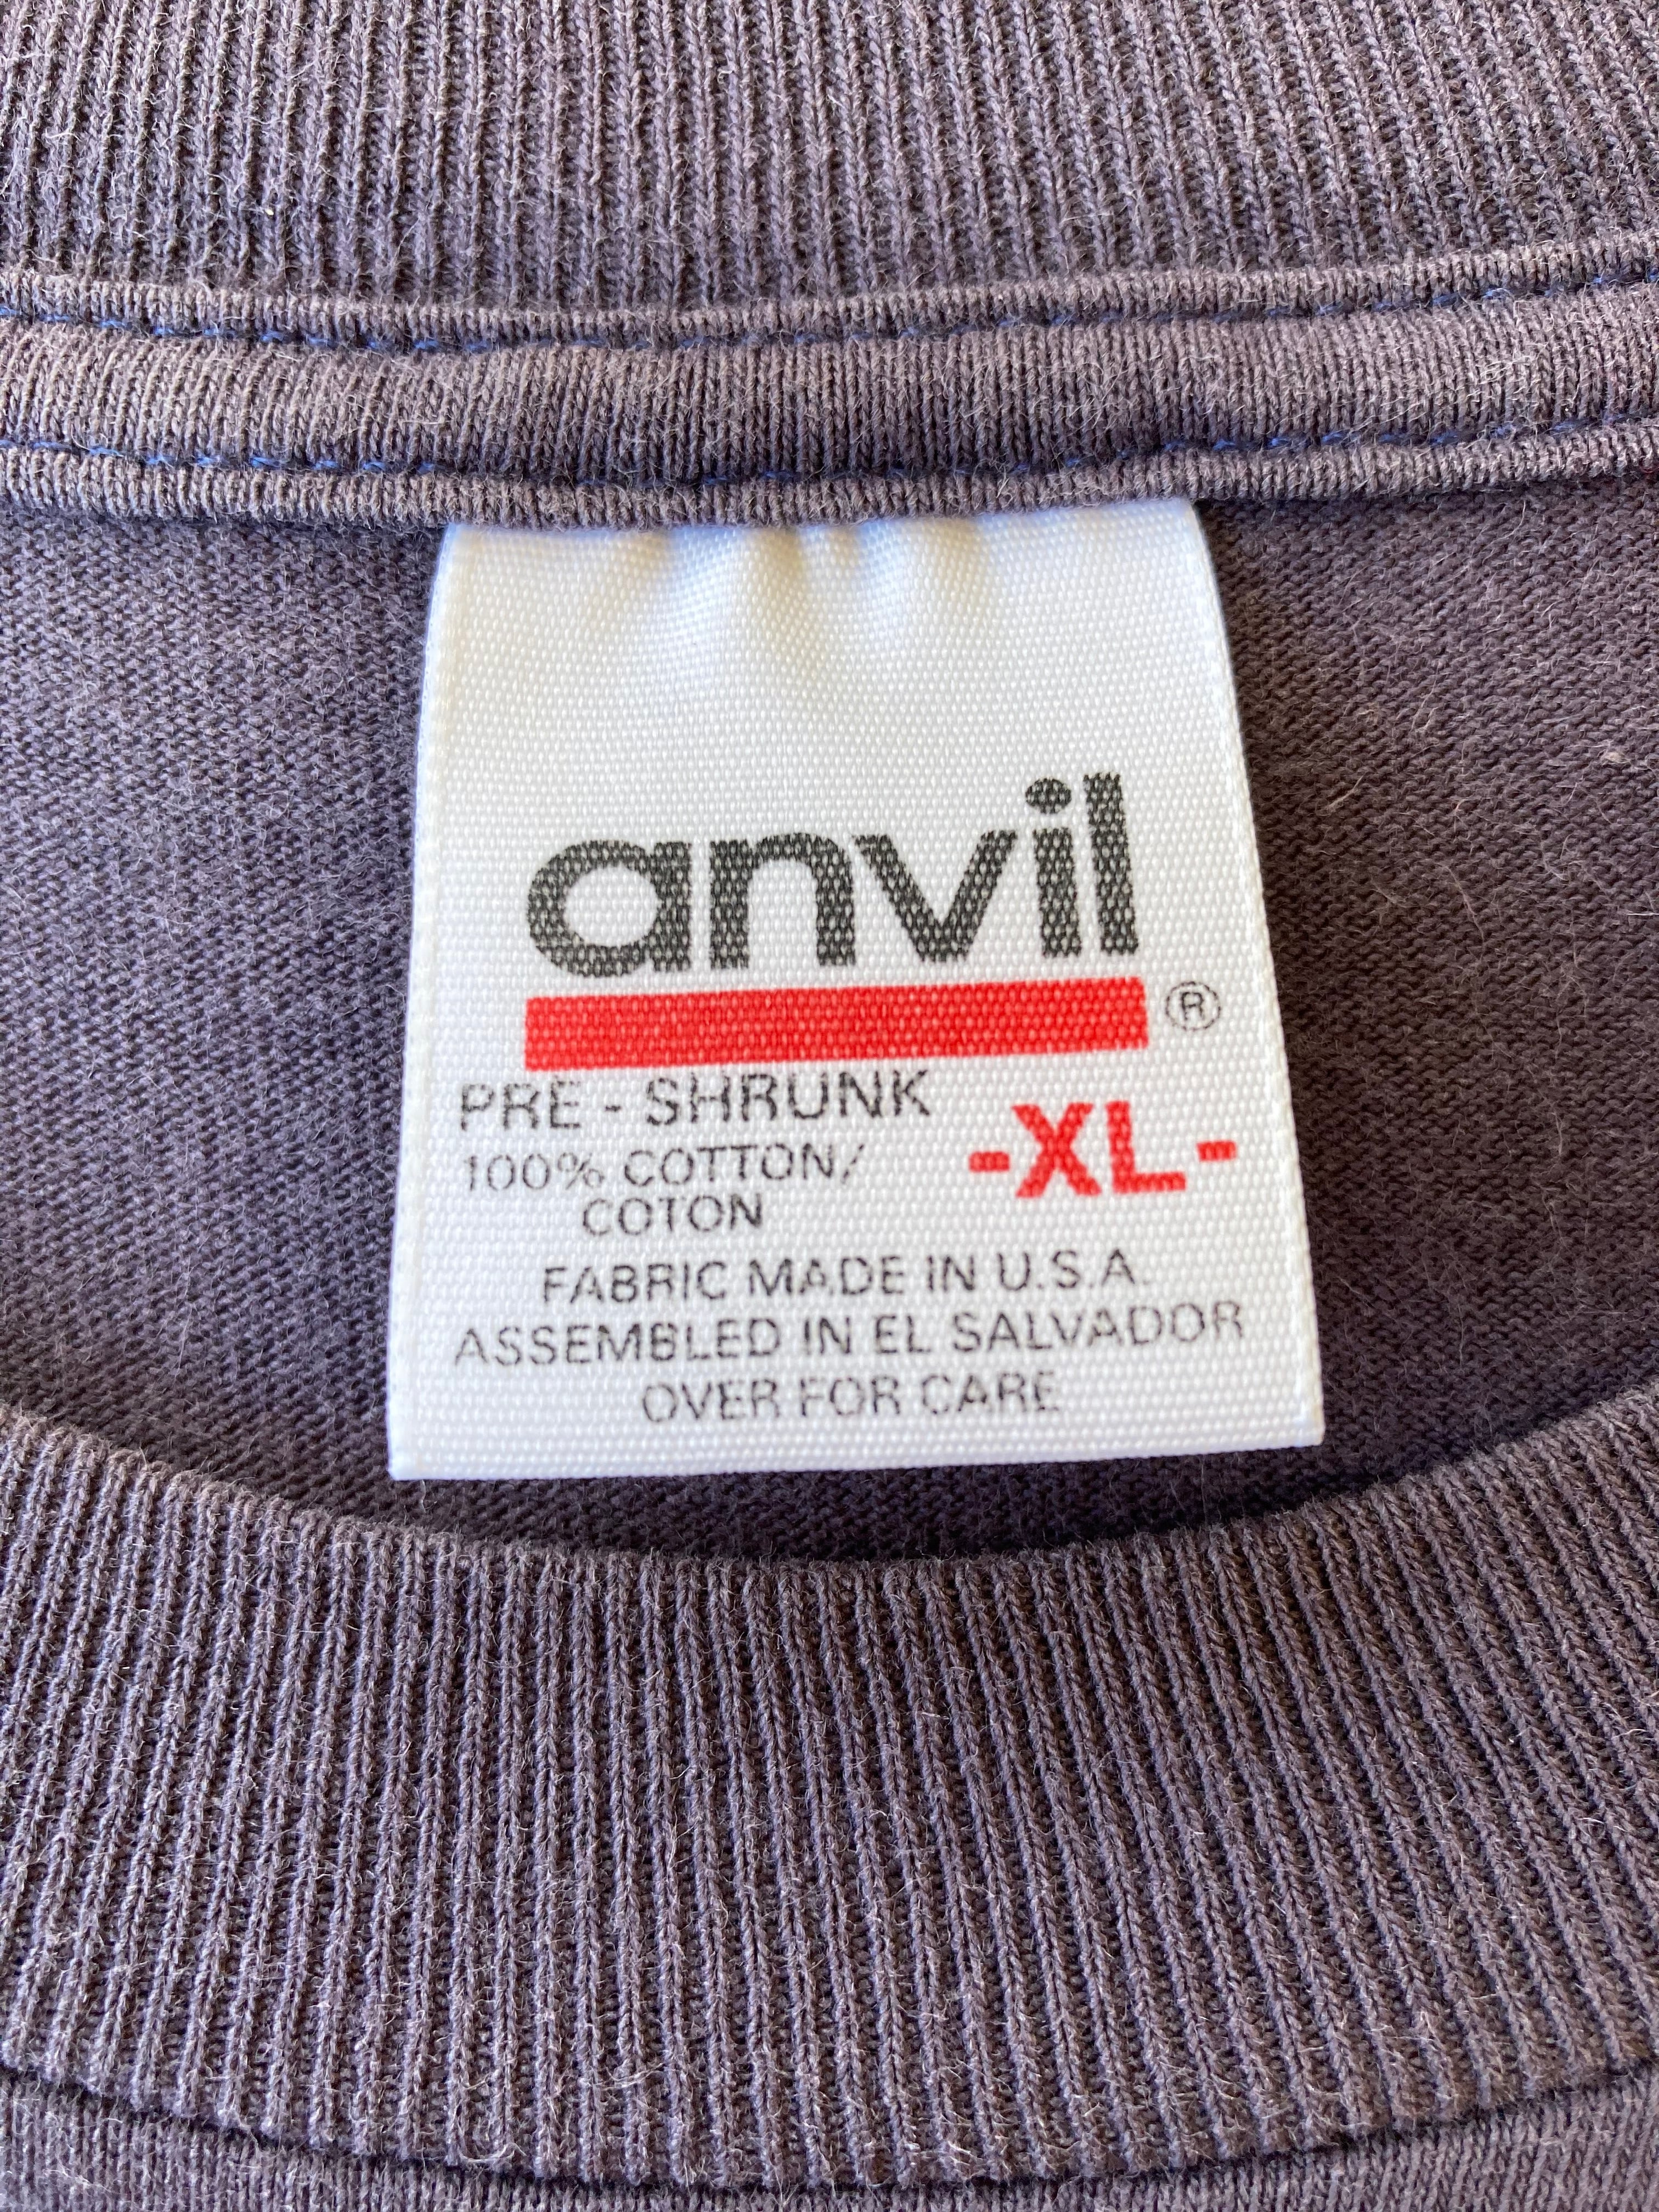 anvil
®
PRE - SHRUNK
-XL-
100% COTTON/
COTON
FABRIC MADE IN U.S.A.
ASSEMBLED IN EL SALVADOR
OVER FOR CARE